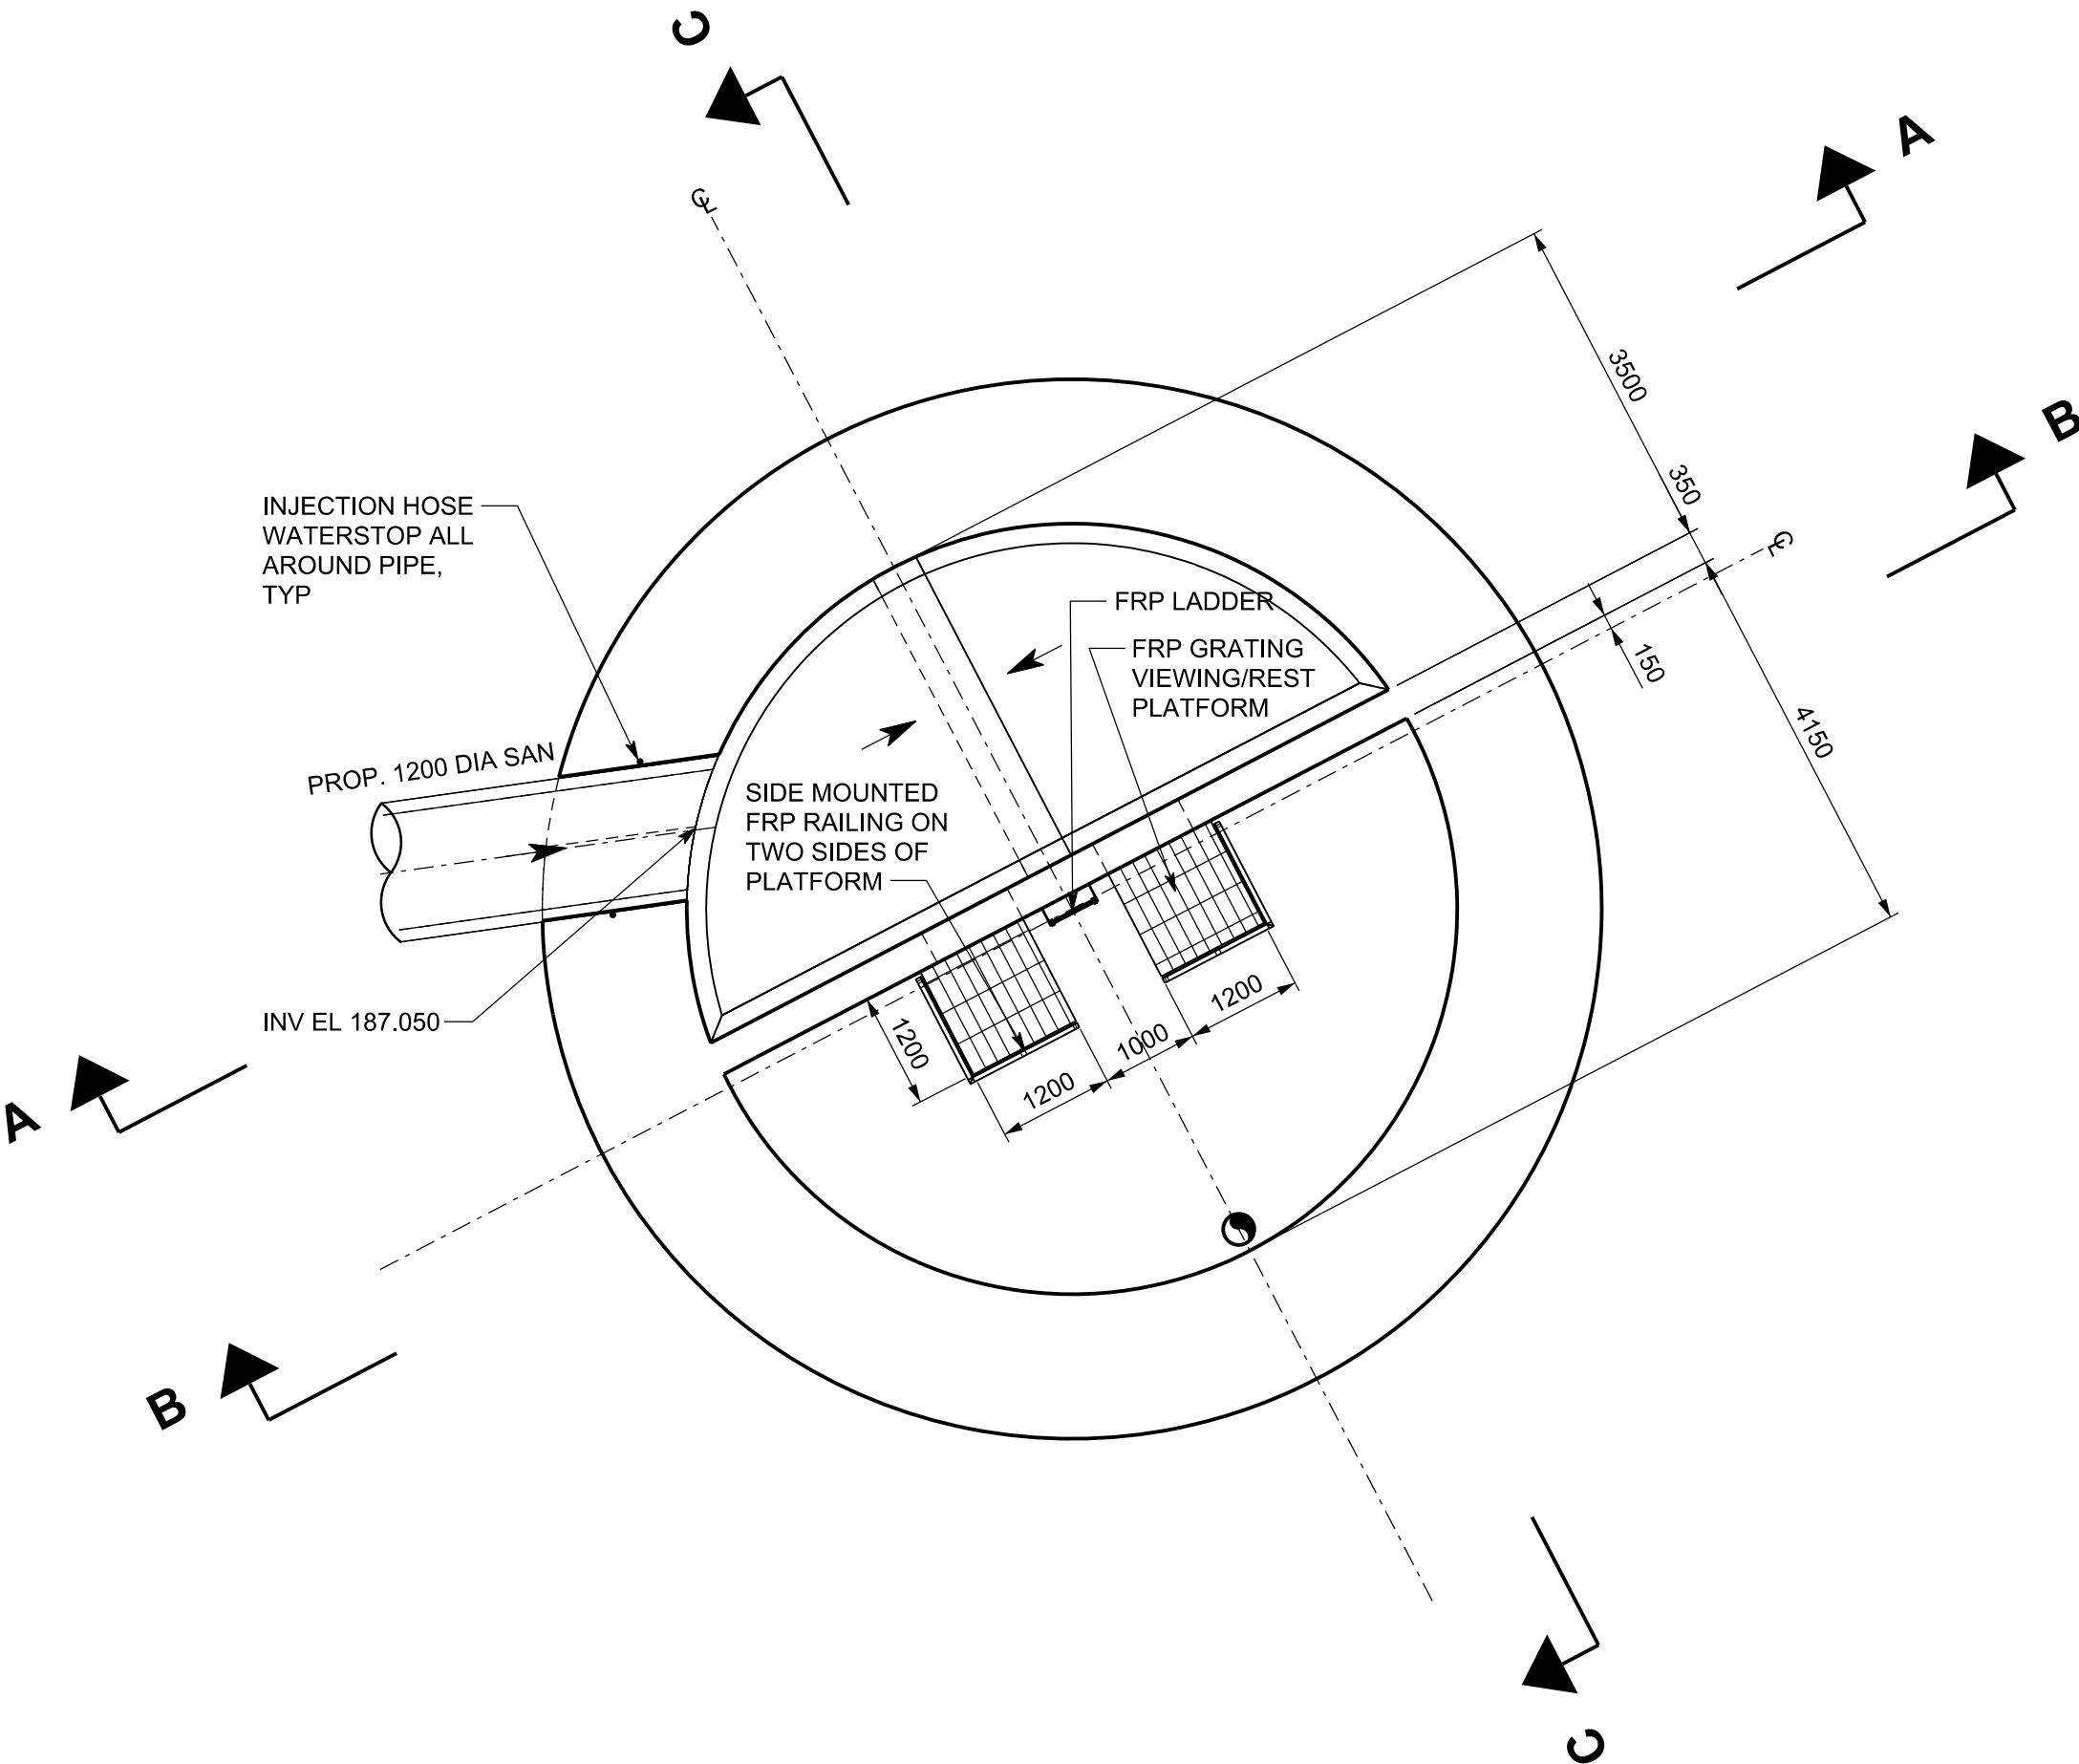 C
A
℄
3500
B
350
INJECTION HOSE
WATERSTOP ALL
AROUND PIPE,
TYP
℄
FRP LADDER
FRP GRATING
VIEWING/REST
PLATFORM
150
4150
PROP. 1200 DIA SAN
SIDE MOUNTED
FRP RAILING ON
TWO SIDES OF
PLATFORM
INV EL 187.050
1200
1200
1000
1200
A
B
C